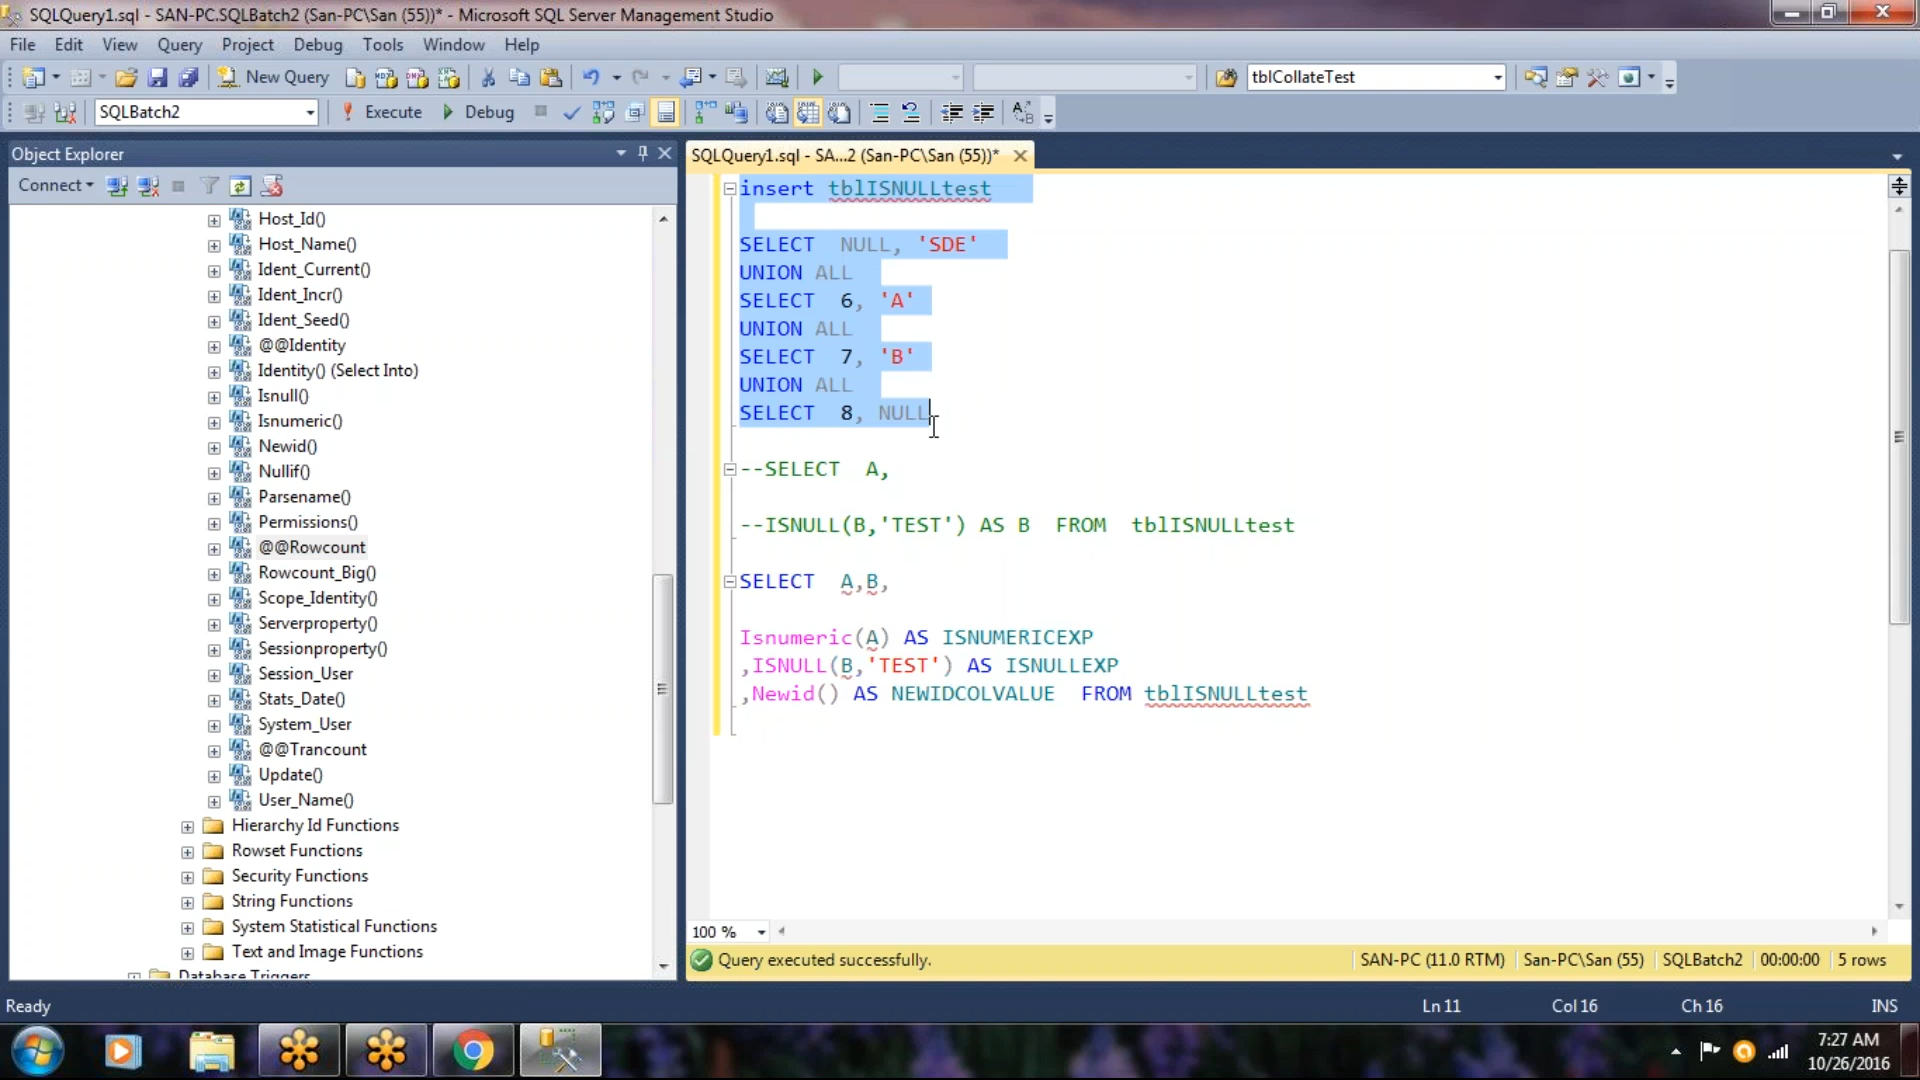 SQLQuery1.sql - SAN-PC.SQLBatch2 (San-PC\San (55))* - Microsoft SQL Server Management Studio
File Edit View Query Project Debug Tools Window Help
New Query tblCollateTest
SQLBatch2 Execute Debug
Object Explorer
Connect
Host_Id()
Host_Name()
Ident_Current()
Ident_Incr()
Ident_Seed()
@@Identity
Identity() (Select Into)
Isnull()
Isnumeric()
Newid()
Nullif()
Parsename()
Permissions()
@@Rowcount
Rowcount_Big()
Scope_Identity()
Serverproperty()
Sessionproperty()
Session_User
Stats_Date()
System_User
@@Trancount
Update()
User_Name()
Hierarchy Id Functions
Rowset Functions
Security Functions
String Functions
System Statistical Functions
Text and Image Functions
Database Triggers
SQLQuery1.sql - SA...2 (San-PC\San (55))*
insert tblISNULLtest
SELECT NULL, 'SDE'
UNION ALL
SELECT 6, 'A'
UNION ALL
SELECT 7, 'B'
UNION ALL
SELECT 8, NULL
--SELECT A,
--ISNULL(B,'TEST') AS B FROM tblISNULLtest
SELECT A,B,
Isnumeric(A) AS ISNUMERICEXP
,ISNULL(B,'TEST') AS ISNULLEXP
,Newid() AS NEWIDCOLVALUE FROM tblISNULLtest
100 %
Query executed successfully. SAN-PC (11.0 RTM) San-PC\San (55) SQLBatch2 00:00:00 5 rows
Ready Ln 11 Col 16 Ch 16 INS
7:27 AM
10/26/2016